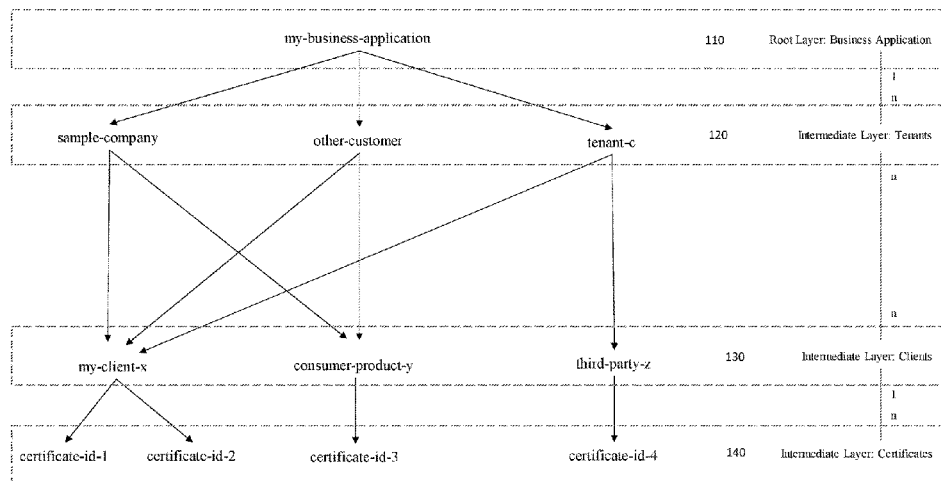 my-business-application 110 Root Layer: Business Application
1
n
sample-company other-customer tenant-c 120 Intermediate Layer: Tenants
n
n
my-client-x consumer-product-y third-party-z 130 Intermediate Layer: Clients
1
n
certificate-id-1 certificate-id-2 certificate-id-3 certificate-id-4 140 Intermediate Layer: Certificates